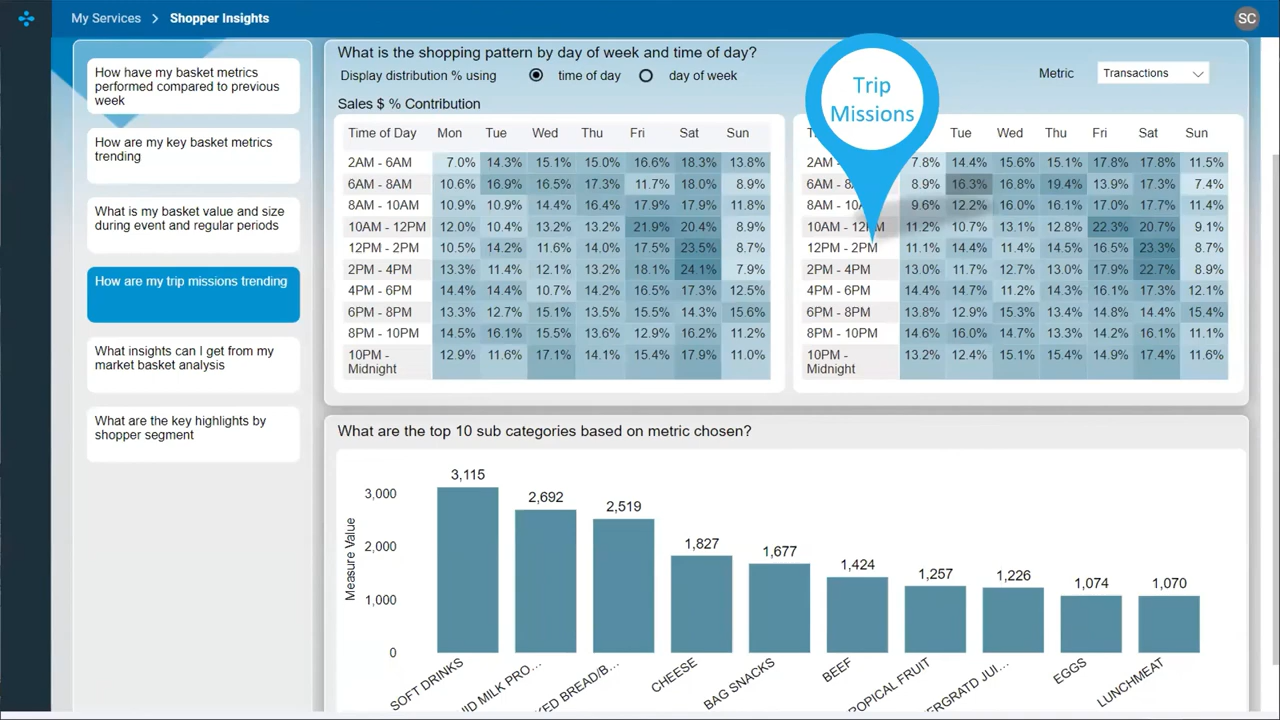 My Services > Shopper Insights
SC
How have my basket metrics
performed compared to previous
week
How are my key basket metrics
trending
What is my basket value and size
during event and regular periods
How are my trip missions trending
What insights can I get from my
market basket analysis
What are the key highlights by
shopper segment
What is the shopping pattern by day of week and time of day?
Display distribution % using time of day day of week
Metric Transactions
Trip
Missions
Sales $ % Contribution
Time of Day Mon Tue Wed Thu Fri Sat Sun
2AM - 6AM 7.0% 14.3% 15.1% 15.0% 16.6% 18.3% 13.8%
6AM - 8AM 10.6% 16.9% 16.5% 17.3% 11.7% 18.0% 8.9%
8AM - 10AM 10.9% 10.9% 14.4% 16.4% 17.9% 17.9% 11.8%
10AM - 12PM 12.0% 10.4% 13.2% 13.2% 21.9% 20.4% 8.9%
12PM - 2PM 10.5% 14.2% 11.6% 14.0% 17.5% 23.5% 8.7%
2PM - 4PM 13.3% 11.4% 12.1% 13.2% 18.1% 24.1% 7.9%
4PM - 6PM 14.4% 14.4% 10.7% 14.2% 16.5% 17.3% 12.5%
6PM - 8PM 13.3% 12.7% 15.1% 13.5% 15.5% 14.3% 15.6%
8PM - 10PM 14.5% 16.1% 15.5% 13.6% 12.9% 16.2% 11.2%
10PM - 12.9% 11.6% 17.1% 14.1% 15.4% 17.9% 11.0%
Midnight
Tue Wed Thu Fri Sat Sun
2AM - 7.8% 14.4% 15.6% 15.1% 17.8% 17.8% 11.5%
6AM - 8.9% 16.3% 16.8% 19.4% 13.9% 17.3% 7.4%
8AM - 9.6% 12.2% 16.0% 16.1% 17.0% 17.7% 11.4%
10AM - 12PM 11.2% 10.7% 13.1% 12.8% 22.3% 20.7% 9.1%
12PM - 2PM 11.1% 14.4% 11.4% 14.5% 16.5% 23.3% 8.7%
2PM - 4PM 13.0% 11.7% 12.7% 13.0% 17.9% 22.7% 8.9%
4PM - 6PM 14.2% 14.7% 11.2% 14.3% 16.2% 17.3% 12.1%
6PM - 8PM 13.8% 12.9% 15.3% 13.4% 14.8% 14.4% 15.4%
8PM - 10PM 14.6% 16.0% 14.7% 13.3% 14.2% 16.1% 11.1%
10PM - 13.2% 12.4% 15.1% 15.4% 14.9% 17.4% 11.6%
Midnight
What are the top 10 sub categories based on metric chosen?
Measure Value
3,000
2,000
1,000
0
3,115
2,692
2,519
1,827
1,677
1,424
1,257
1,226
1,074
1,070
SOFT DRINKS
CHEESE
BAG SNACKS
BEEF
EGGS
LUNCHMEAT